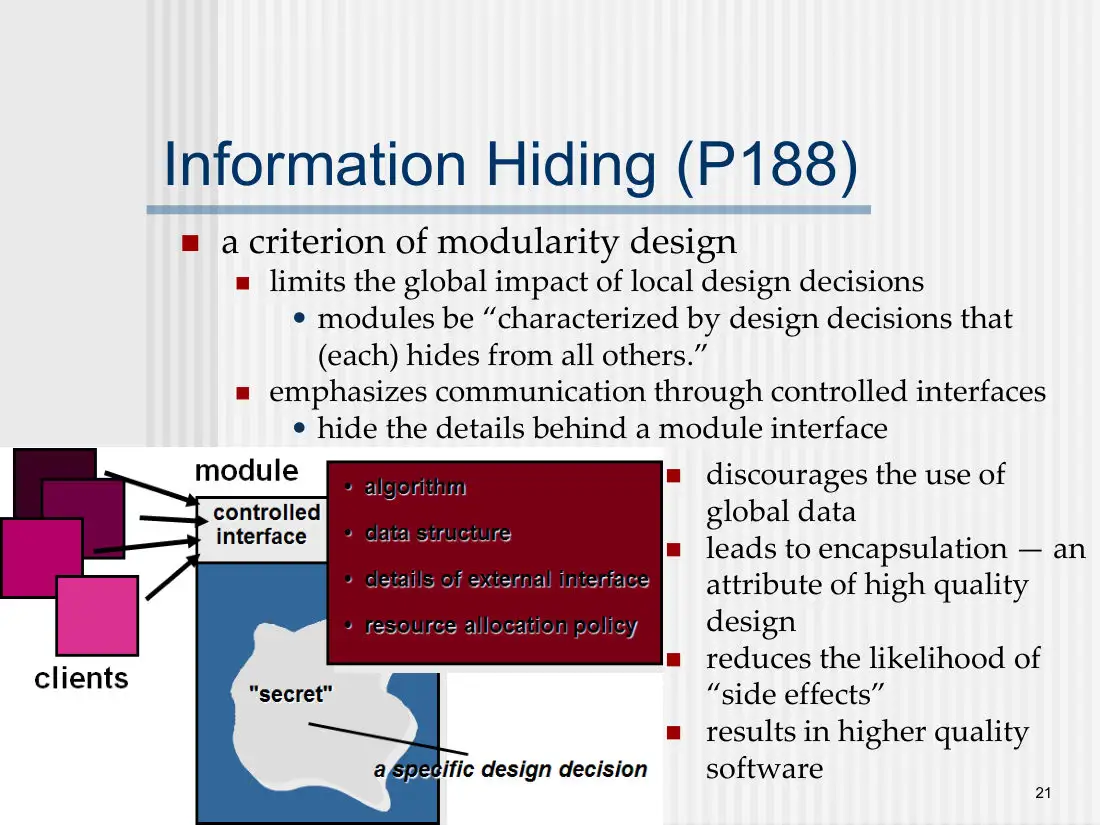 Information Hiding (P188)
a criterion of modularity design
limits the global impact of local design decisions
• modules be “characterized by design decisions that
(each) hides from all others.”
emphasizes communication through controlled interfaces
• hide the details behind a module interface
module
controlled
interface
• algorithm
• data structure
• details of external interface
• resource allocation policy
clients
"secret"
a specific design decision
discourages the use of
global data
leads to encapsulation — an
attribute of high quality
design
reduces the likelihood of
“side effects”
results in higher quality
software
21